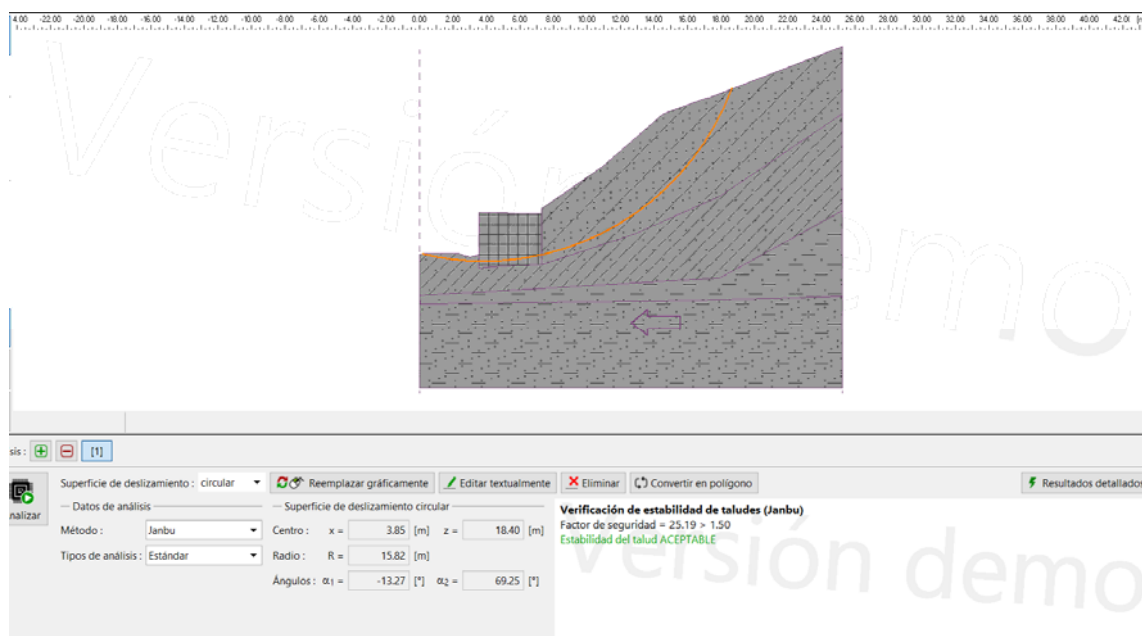 4.00 -22.00 -20.00 -18.00 -16.00 -14.00 -12.00 -10.00 -8.00 -6.00 -4.00 -2.00 0.00 2.00 4.00 6.00 8.00 10.00 12.00 14.00 16.00 18.00 20.00 22.00 24.00 26.00 28.00 30.00 32.00 34.00 36.00 38.00 40.00 42.0
Versión demo
sis : [1]
Superficie de deslizamiento : circular Reemplazar gráficamente Editar textualmente Eliminar Convertir en polígono Resultados detallados
nalizar
Datos de análisis
Método : Janbu
Tipos de análisis : Estándar
Superficie de deslizamiento circular
Centro : x = 3.85 [m] z = 18.40 [m]
Radio : R = 15.82 [m]
Ángulos : α1 = -13.27 [°] α2 = 69.25 [°]
Verificación de estabilidad de taludes (Janbu)
Factor de seguridad = 25.19 > 1.50
Estabilidad del talud ACEPTABLE
Versión demo